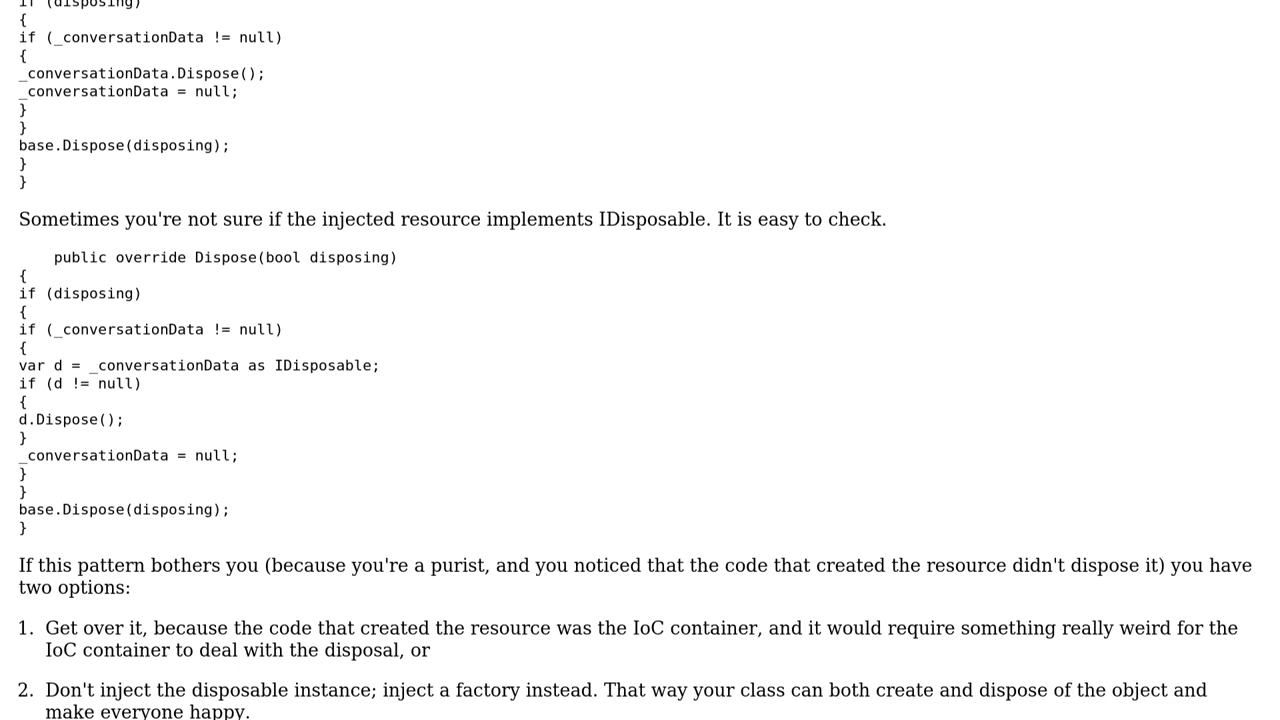 if (disposing)
{
if (_conversationData != null)
{
_conversationData.Dispose();
_conversationData = null;
}
}
base.Dispose(disposing);
}
}
Sometimes you're not sure if the injected resource implements IDisposable. It is easy to check.
public override Dispose(bool disposing)
{
if (disposing)
{
if (_conversationData != null)
{
var d = _conversationData as IDisposable;
if (d != null)
{
d.Dispose();
}
_conversationData = null;
}
}
base.Dispose(disposing);
}
If this pattern bothers you (because you're a purist, and you noticed that the code that created the resource didn't dispose it) you have
two options:
1. Get over it, because the code that created the resource was the IoC container, and it would require something really weird for the
IoC container to deal with the disposal, or
2. Don't inject the disposable instance; inject a factory instead. That way your class can both create and dispose of the object and
make everyone happy.